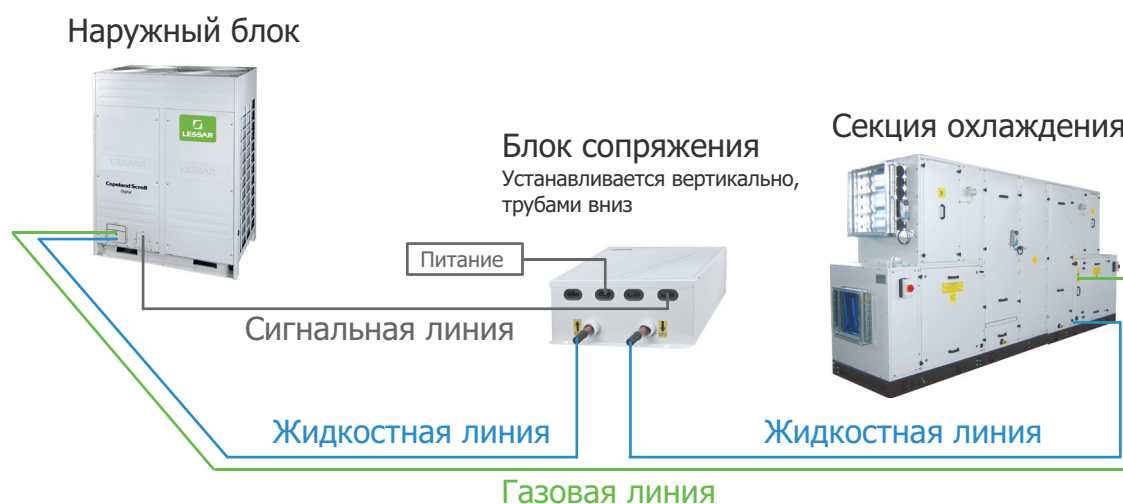 Наружный блок
LESSAR
Copeland Scroll
Digital
Блок сопряжения
Устанавливается вертикально,
трубами вниз
Секция охлаждения
Питание
Сигнальная линия
Жидкостная линия
Жидкостная линия
Газовая линия